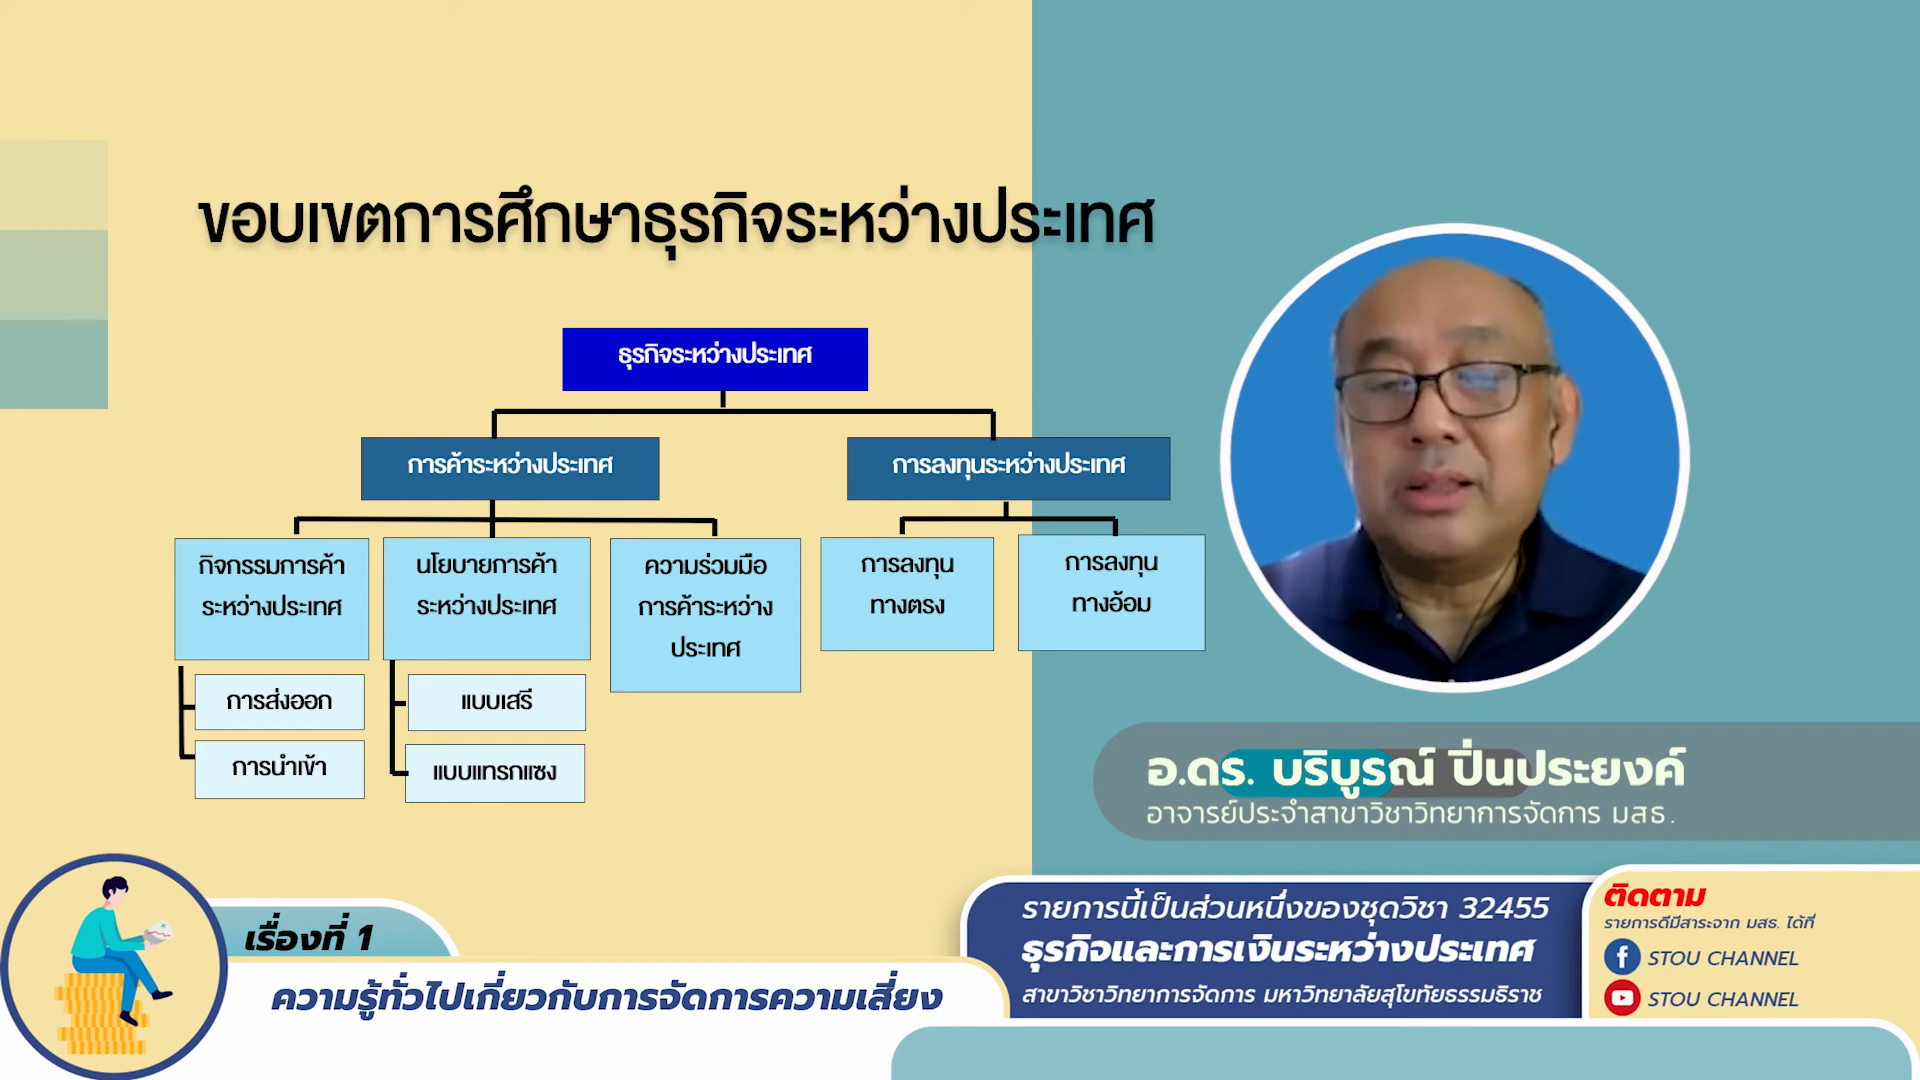 ขอบเขตการศึกษาธุรกิจระหว่างประเทศ
ธุรกิจระหว่างประเทศ
การค้าระหว่างประเทศ
การลงทุนระหว่างประเทศ
กิจกรรมการค้า
ระหว่างประเทศ
นโยบายการค้า
ระหว่างประเทศ
ความร่วมมือ
การค้าระหว่าง
ประเทศ
การลงทุน
ทางตรง
การลงทุน
ทางอ้อม
การส่งออก
การนำเข้า
แบบเสรี
แบบแทรกแซง
อ.ดร. บริบูรณ์ ปิ่นประยงค์
อาจารย์ประจำสาขาวิชาวิทยาการจัดการ มสธ.
เรื่องที่ 1
ความรู้ทั่วไปเกี่ยวกับการจัดการความเสี่ยง
รายการนี้เป็นส่วนหนึ่งของชุดวิชา 32455
ธุรกิจและการเงินระหว่างประเทศ
สาขาวิชาวิทยาการจัดการ มหาวิทยาลัยสุโขทัยธรรมธิราช
ติดตาม
รายการดีมีสาระจาก มสธ. ได้ที่
STOU CHANNEL
STOU CHANNEL